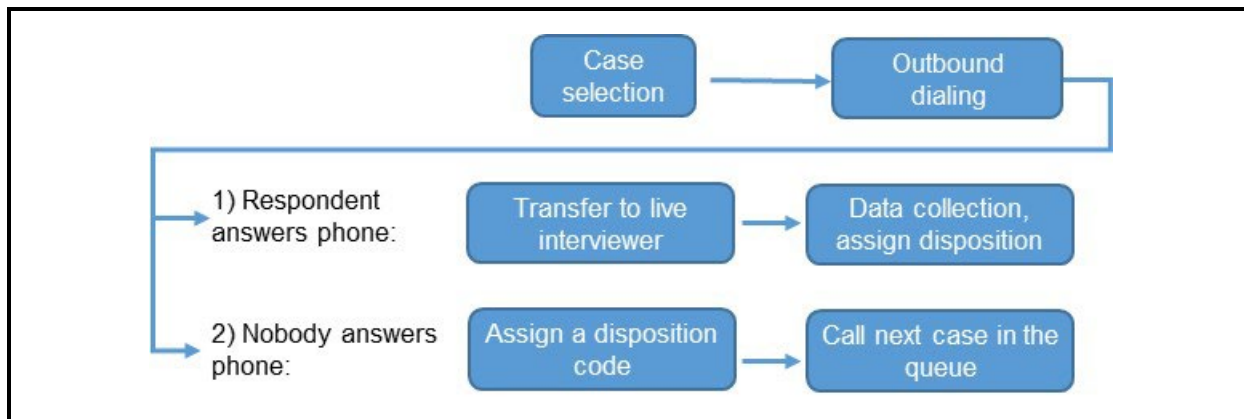 Case
selection
Outbound
dialing
1) Respondent
answers phone:
Transfer to live
interviewer
Data collection,
assign disposition
2) Nobody answers
phone:
Assign a disposition
code
Call next case in the
queue